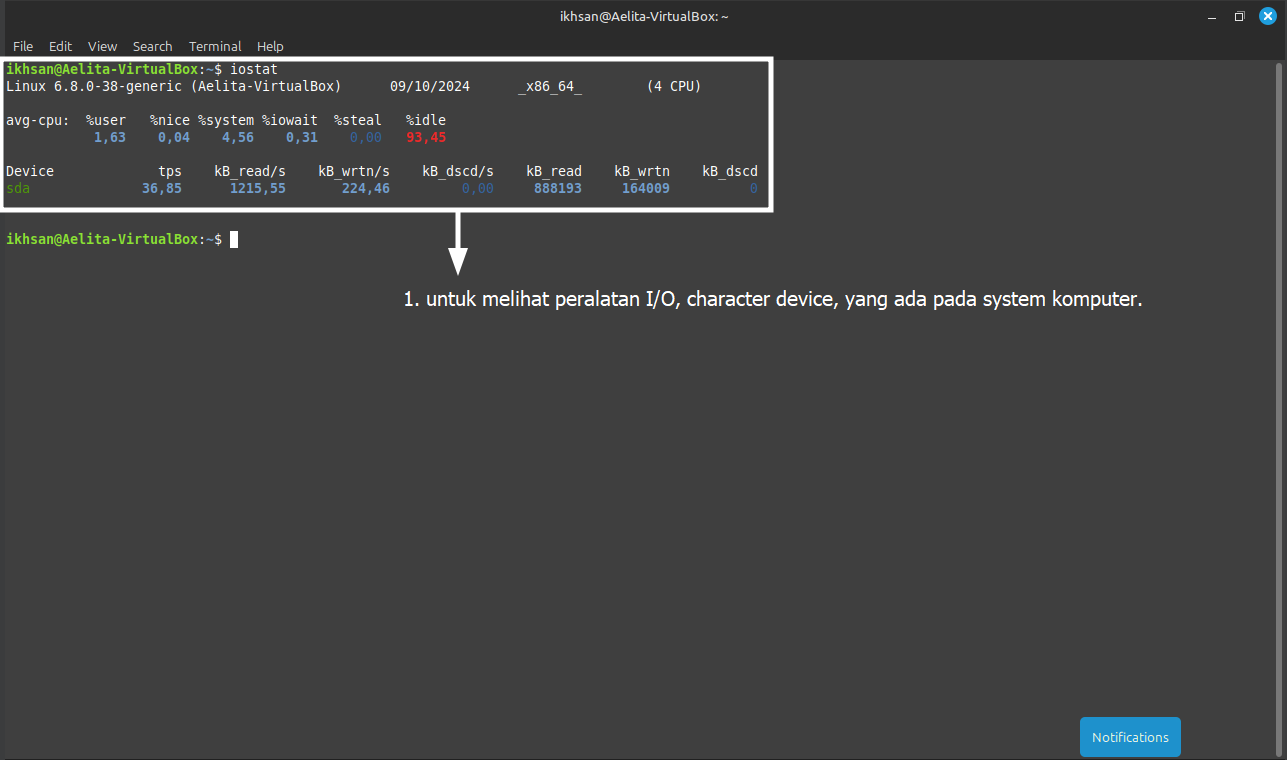 ikhsan@Aelita-VirtualBox: ~
File Edit View Search Terminal Help
ikhsan@Aelita-VirtualBox:~$ iostat
Linux 6.8.0-38-generic (Aelita-VirtualBox) 09/10/2024 _x86_64_ (4 CPU)
avg-cpu: %user %nice %system %iowait %steal %idle
1,63 0,04 4,56 0,31 0,00 93,45
Device tps kB_read/s kB_wrtn/s kB_dscd/s kB_read kB_wrtn kB_dscd
sda 36,85 1215,55 224,46 0,00 888193 164009 0
ikhsan@Aelita-VirtualBox:~$
1. untuk melihat peralatan I/O, character device, yang ada pada system komputer.
Notifications